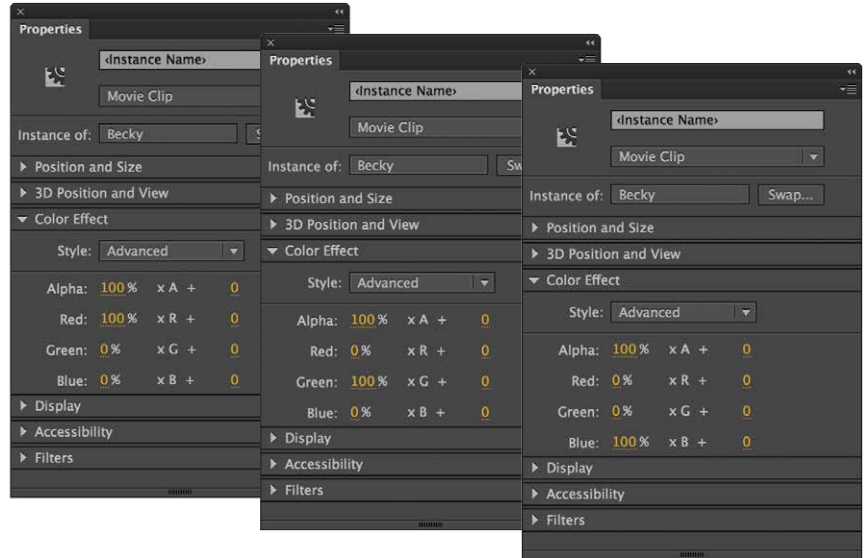 Properties
‹Instance Name›
Movie Clip
Instance of: Becky S
Position and Size
3D Position and View
Color Effect
Style: Advanced
Alpha: 100 % x A + 0
Red: 100 % x R + 0
Green: 0 % x G + 0
Blue: 0 % x B + 0
Display
Accessibility
Filters
Properties
‹Instance Name›
Movie Clip
Instance of: Becky Sw
Position and Size
3D Position and View
Color Effect
Style: Advanced
Alpha: 100 % x A + 0
Red: 0 % x R + 0
Green: 100 % x G + 0
Blue: 0 % x B + 0
Display
Accessibility
Filters
Properties
‹Instance Name›
Movie Clip
Instance of: Becky Swap...
Position and Size
3D Position and View
Color Effect
Style: Advanced
Alpha: 100 % x A + 0
Red: 0 % x R + 0
Green: 0 % x G + 0
Blue: 100 % x B + 0
Display
Accessibility
Filters